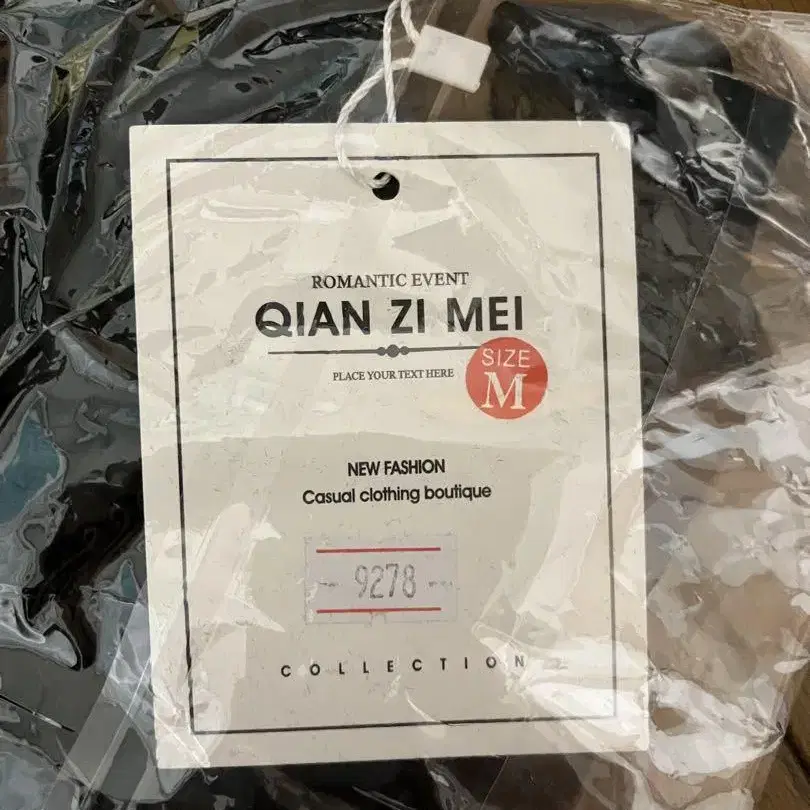 ROMANTIC EVENT
QIAN ZI MEI
PLACE YOUR TEXT HERE
SIZE
M
NEW FASHION
Casual clothing boutique
- 9278 -
COLLECTION